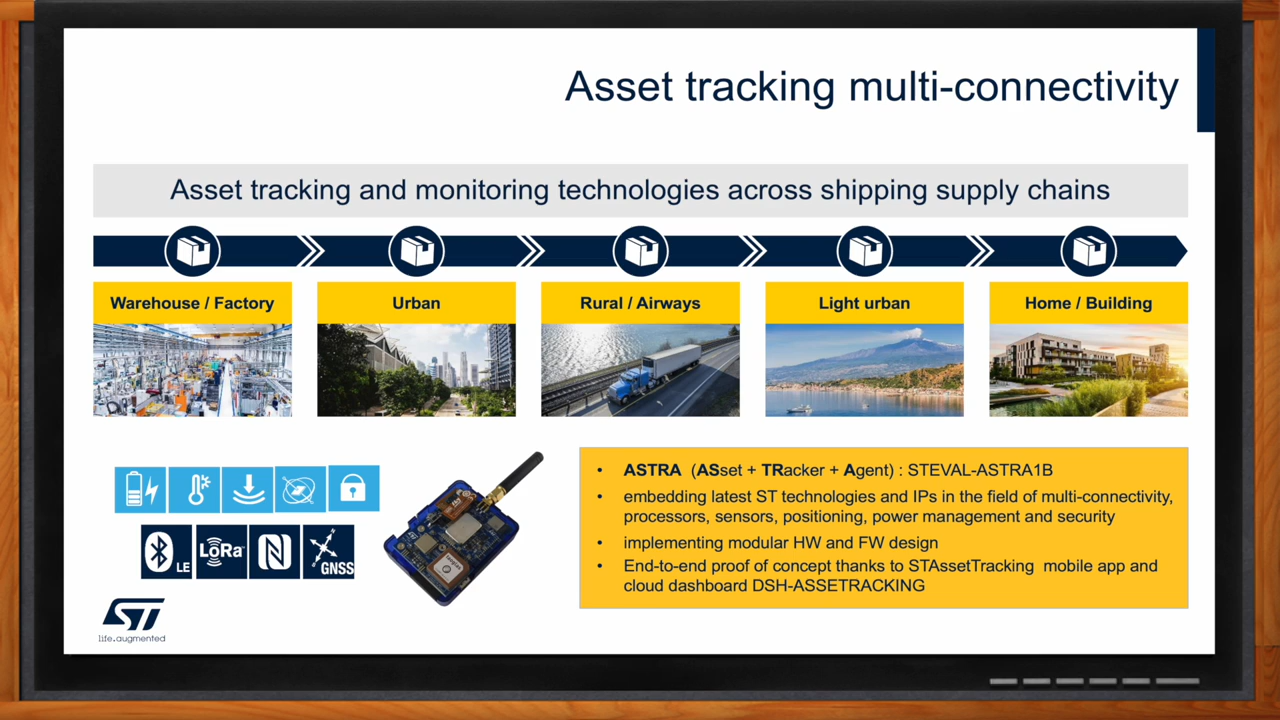 Asset tracking multi-connectivity
Asset tracking and monitoring technologies across shipping supply chains
Warehouse / Factory
Urban
Rural / Airways
Light urban
Home / Building
• ASTRA (ASset + TRacker + Agent) : STEVAL-ASTRA1B
• embedding latest ST technologies and IPs in the field of multi-connectivity,
processors, sensors, positioning, power management and security
• implementing modular HW and FW design
• End-to-end proof of concept thanks to STAssetTracking mobile app and
cloud dashboard DSH-ASSETRACKING
LE
LoRa
GNSS
ST
life.augmented